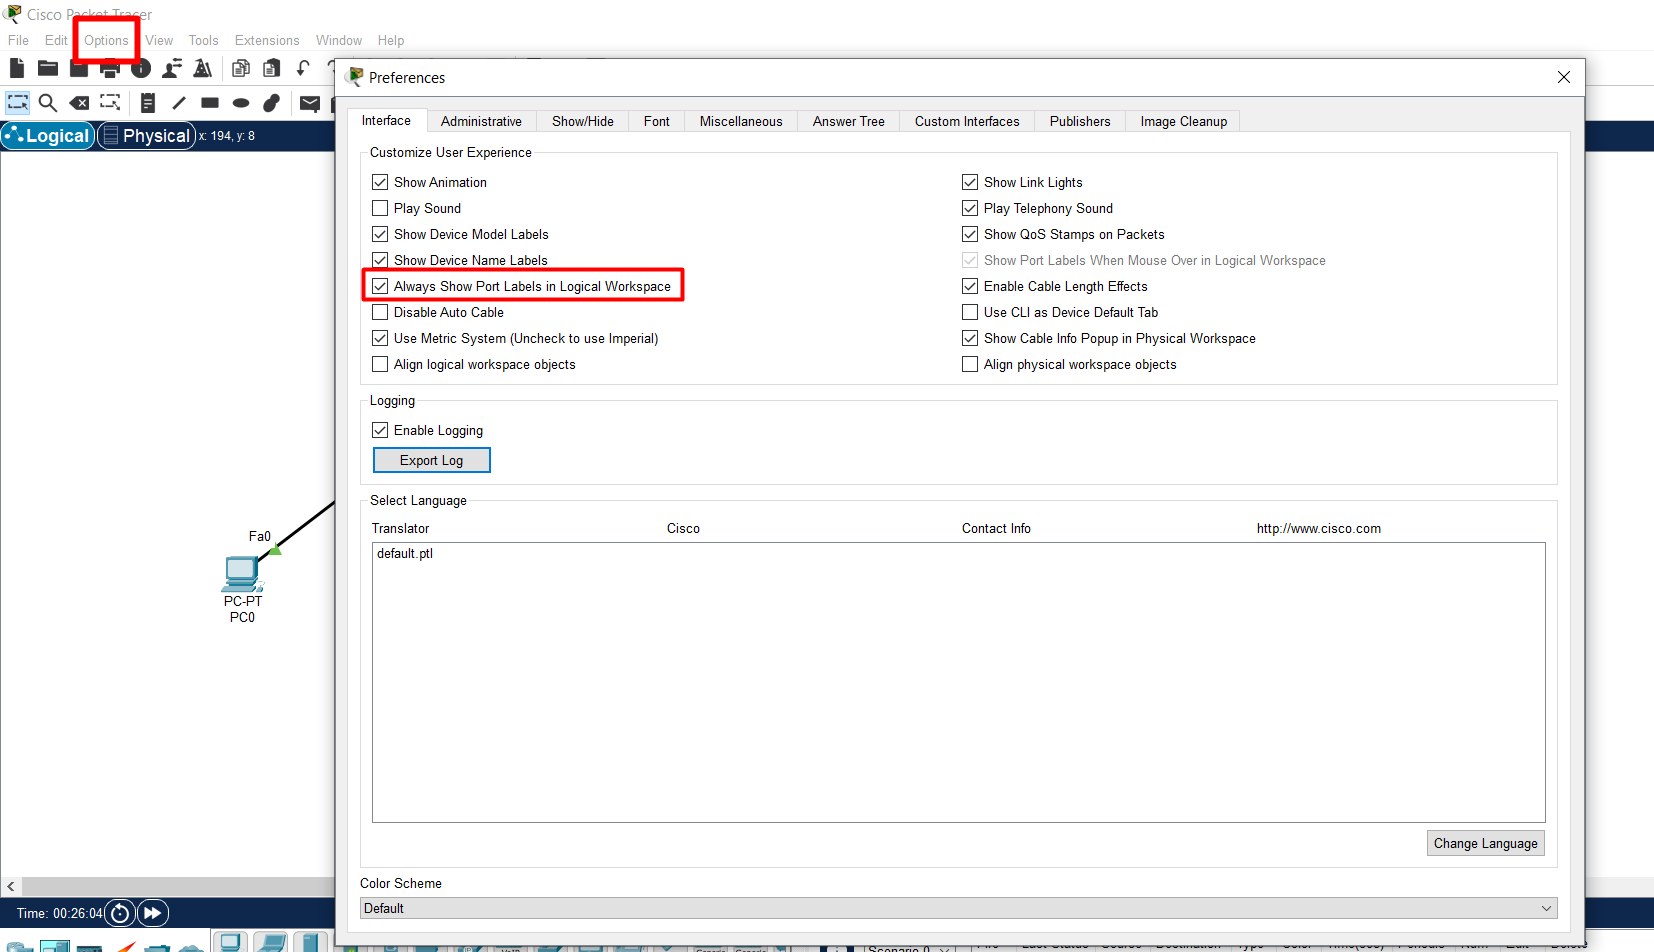 Cisco Packet Tracer
File Edit Options View Tools Extensions Window Help
Logical Physical x: 194, y: 8
Preferences
Interface Administrative Show/Hide Font Miscellaneous Answer Tree Custom Interfaces Publishers Image Cleanup
Customize User Experience
Show Animation
Show Link Lights
Play Sound
Play Telephony Sound
Show Device Model Labels
Show QoS Stamps on Packets
Show Device Name Labels
Show Port Labels When Mouse Over in Logical Workspace
Always Show Port Labels in Logical Workspace
Enable Cable Length Effects
Disable Auto Cable
Use CLI as Device Default Tab
Use Metric System (Uncheck to use Imperial)
Show Cable Info Popup in Physical Workspace
Align logical workspace objects
Align physical workspace objects
Logging
Enable Logging
Export Log
Select Language
Translator Cisco Contact Info http://www.cisco.com
default.ptl
Fa0
PC-PT
PC0
Change Language
Color Scheme
Default
Time: 00:26:04
Scenario 0